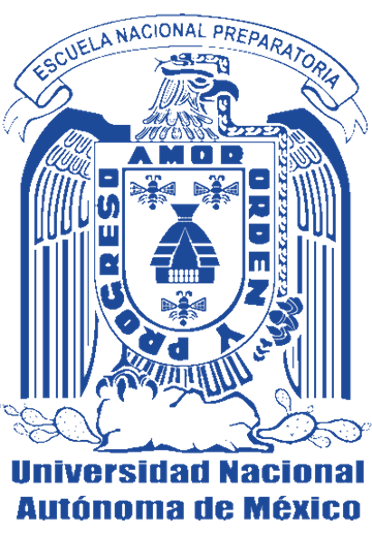 ESCUELA NACIONAL PREPARATORIA
AMOR ORDEN Y PROGRESO
Universidad Nacional
Autónoma de México